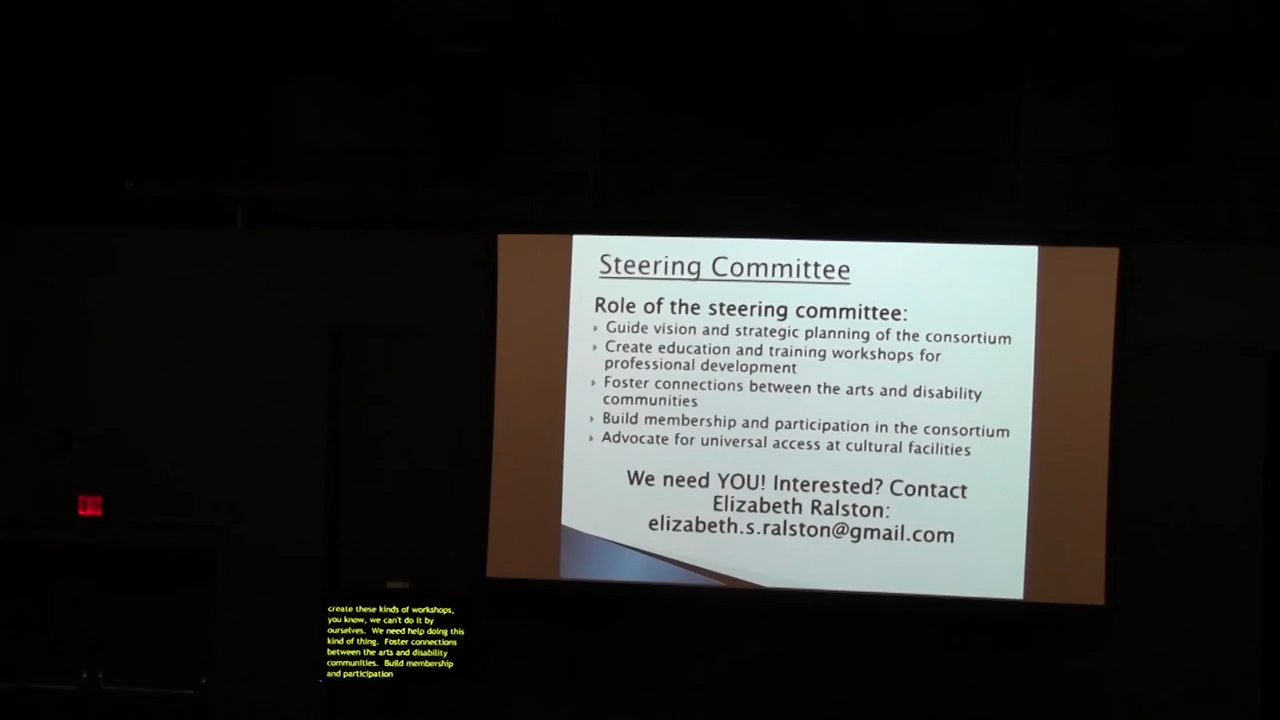 Steering Committee
Role of the steering committee:
Guide vision and strategic planning of the consortium
Create education and training workshops for
professional development
Foster connections between the arts and disability
communities
Build membership and participation in the consortium
Advocate for universal access at cultural facilities
We need YOU! Interested? Contact
Elizabeth Ralston:
elizabeth.s.ralston@gmail.com
create these kinds of workshops,
you know, we can't do it by
ourselves. We need help doing this
kind of thing. Foster connections
between the arts and disability
communities. Build membership
and participation